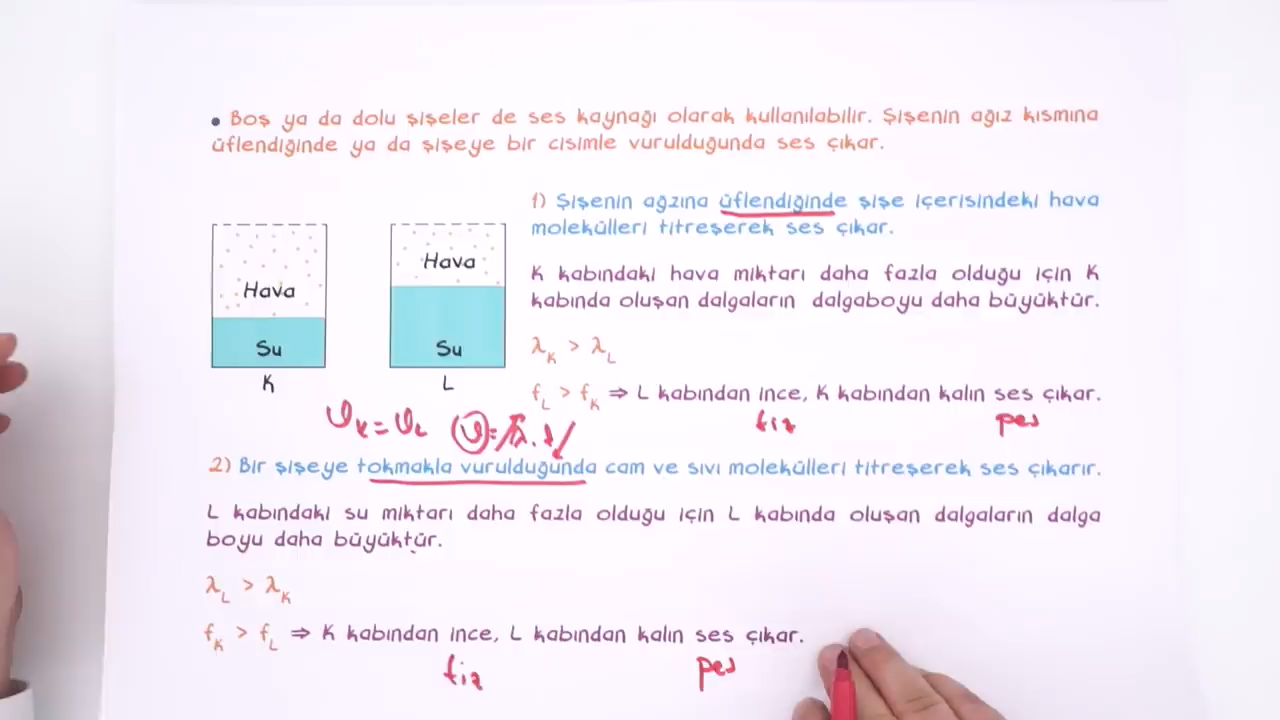 • Boş ya da dolu şişeler de ses kaynağı olarak kullanılabilir. Şişenin ağız kısmına
üflendiğinde ya da şişeye bir cisimle vurulduğunda ses çıkar.
1) Şişenin ağzına üflendiğinde şişe içerisindeki hava
molekülleri titreşerek ses çıkar.
Hava
Su
K
Hava
Su
L
K kabındaki hava miktarı daha fazla olduğu için K
kabında oluşan dalgaların dalgaboyu daha büyüktür.
λK > λL
fL > fK ⇒ L kabından ince, K kabından kalın ses çıkar.
tiz pes
υK = υL υ = λ.f
2) Bir şişeye tokmakla vurulduğunda cam ve sıvı molekülleri titreşerek ses çıkarır.
L kabındaki su miktarı daha fazla olduğu için L kabında oluşan dalgaların dalga
boyu daha büyüktür.
λL > λK
fK > fL ⇒ K kabından ince, L kabından kalın ses çıkar.
tiz pes